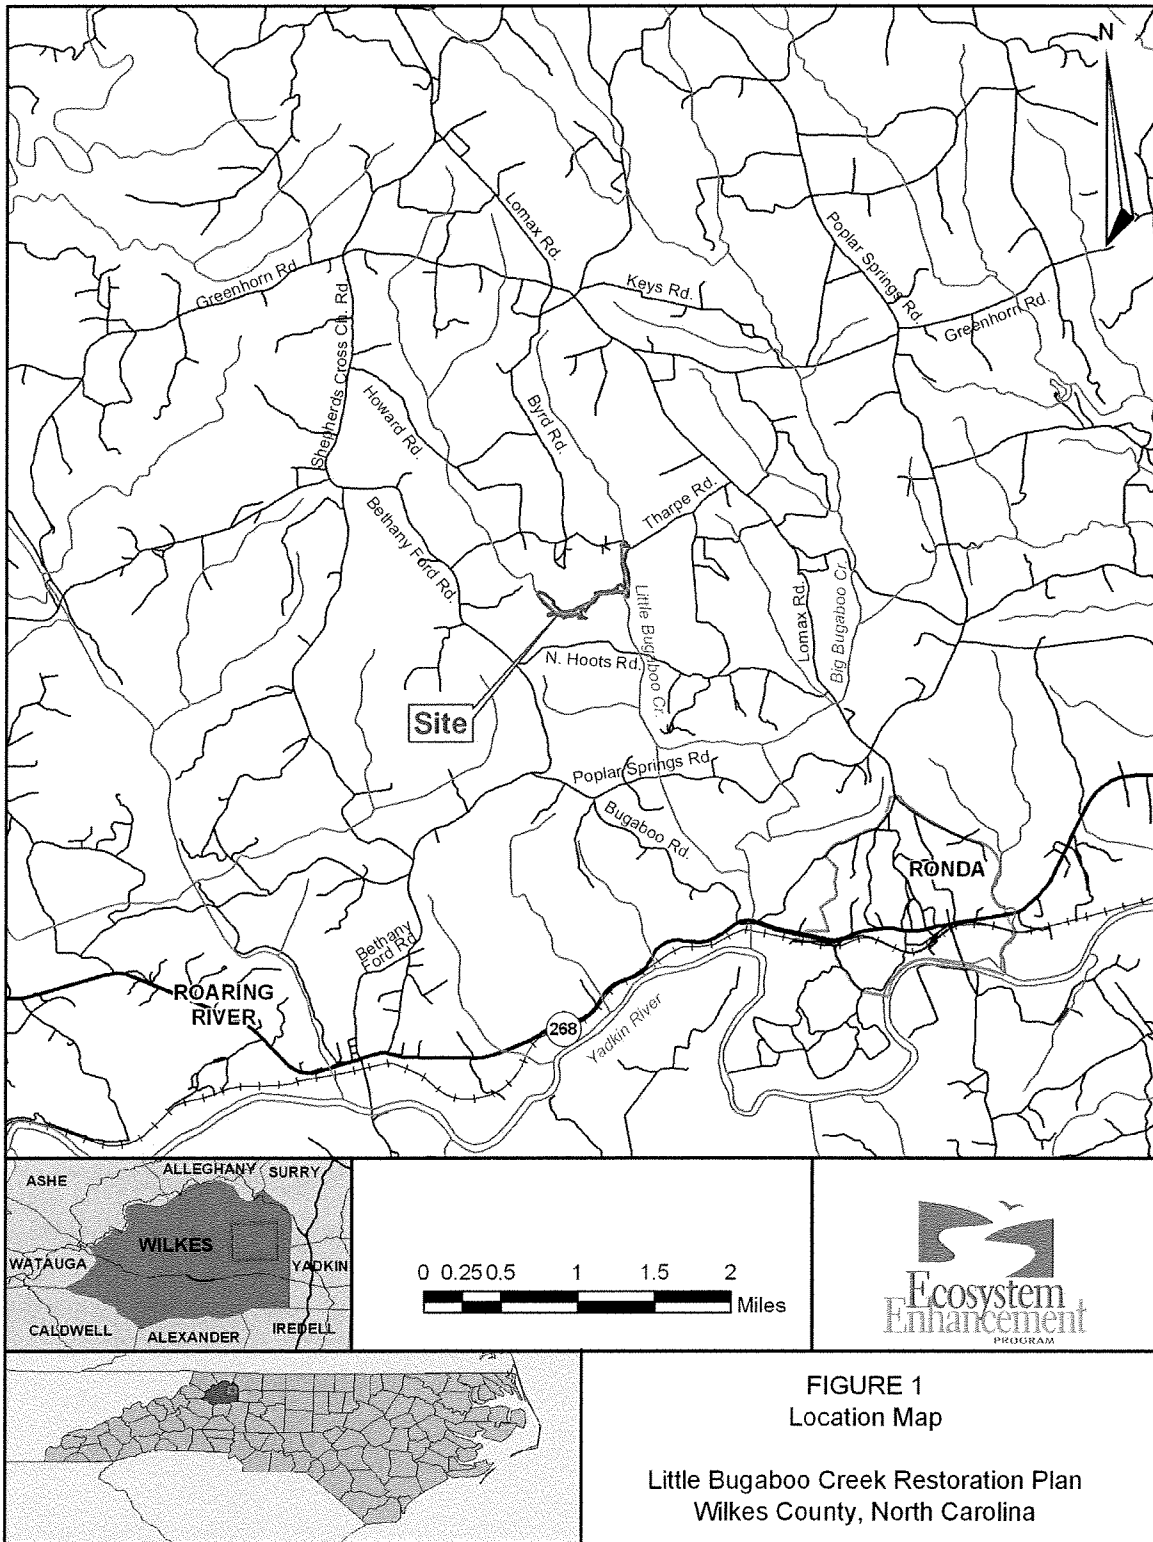 N
Lomax Rd.
Poplar Springs Rd.
Greenhorn Rd.
Keys Rd.
Greenhorn Rd.
Shepherds Cross Ch. Rd.
Howard Rd.
Byrd Rd.
Tharpe Rd.
Bethany Ford Rd.
Little Bugaboo Cr.
Lomax Rd.
Big Bugaboo Cr.
N. Hoots Rd.
Site
Poplar Springs Rd.
Bugaboo Rd.
RONDA
Bethany
Ford Rd.
ROARING
RIVER
268
Yadkin River
ASHE
ALLEGHANY
SURRY
WILKES
WATAUGA
YADKIN
CALDWELL
ALEXANDER
IREDELL
0 0.25 0.5 1 1.5 2
Miles
Ecosystem
Enhancement
PROGRAM
FIGURE 1
Location Map
Little Bugaboo Creek Restoration Plan
Wilkes County, North Carolina